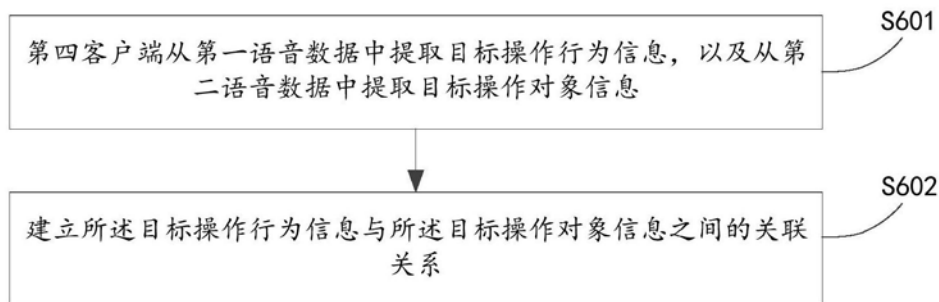 S601
第四客户端从第一语音数据中提取目标操作行为信息，以及从第
二语音数据中提取目标操作对象信息
S602
建立所述目标操作行为信息与所述目标操作对象信息之间的关联
关系